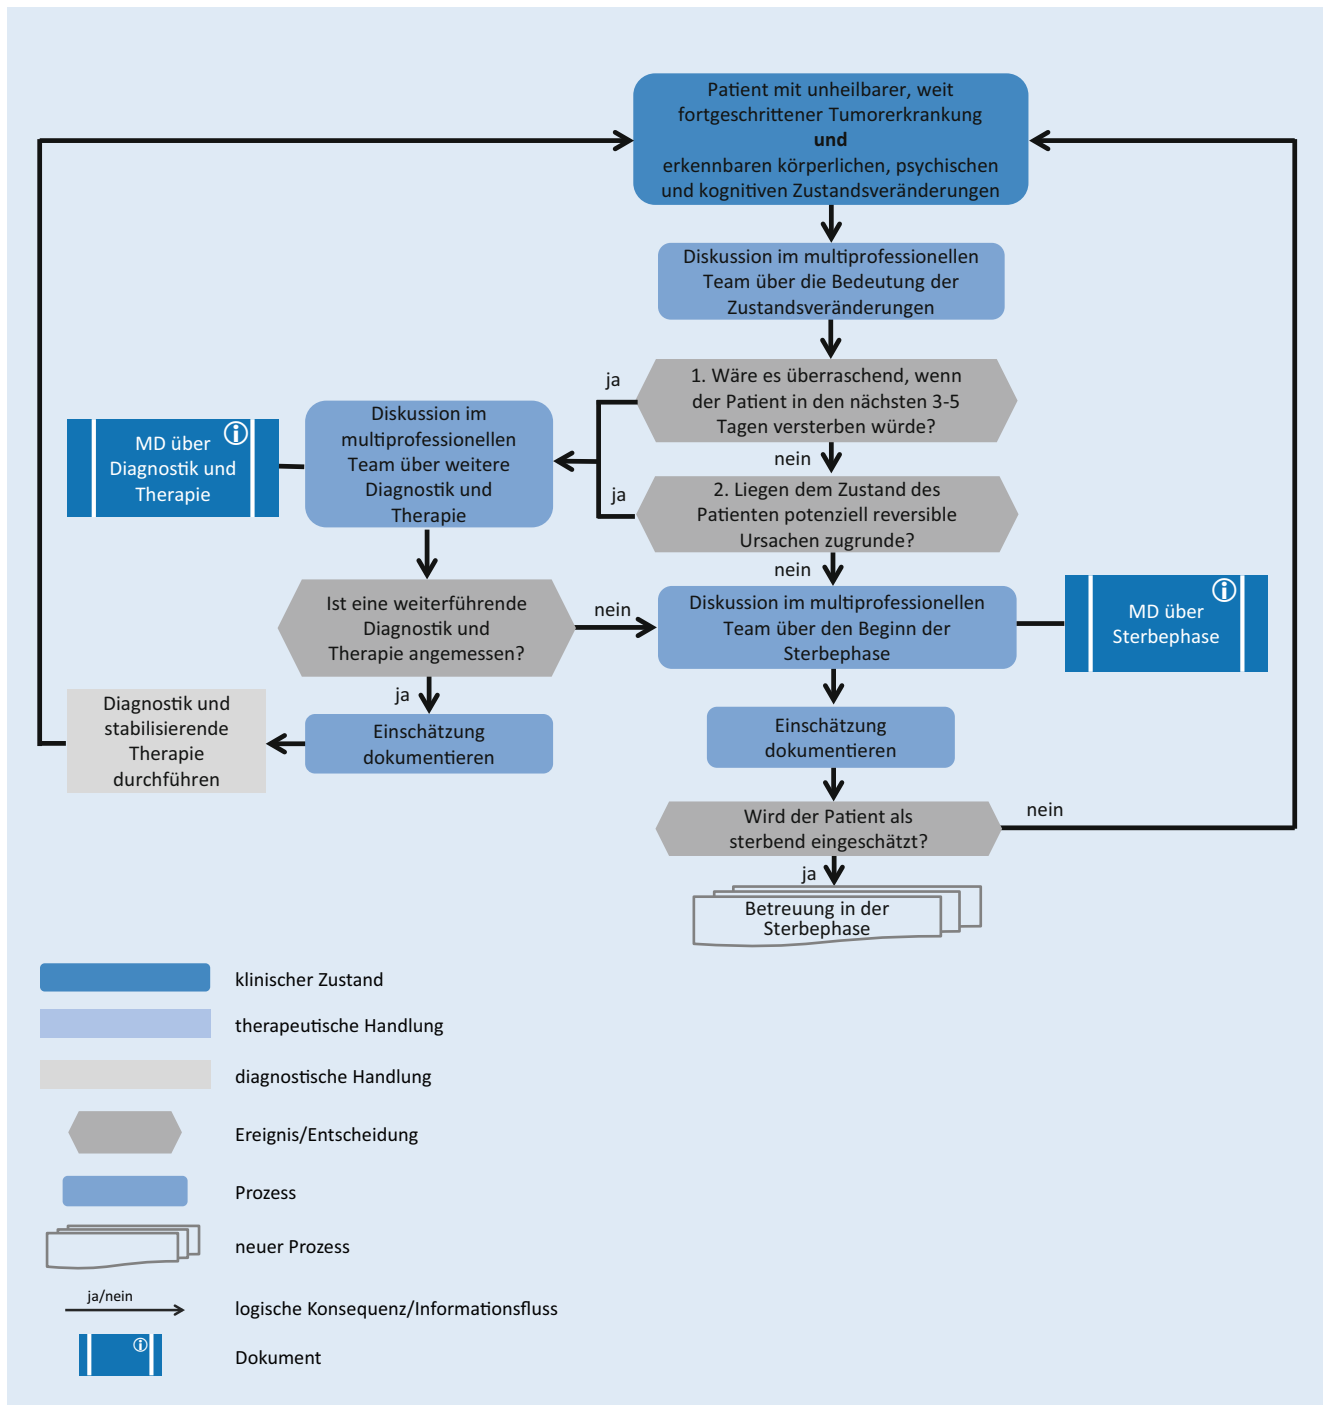 Patient mit unheilbarer, weit
fortgeschrittener Tumorerkrankung
und
erkennbaren körperlichen, psychischen
und kognitiven Zustandsveränderungen
Diskussion im multiprofessionellen
Team über die Bedeutung der
Zustandsveränderungen
1. Wäre es überraschend, wenn
der Patient in den nächsten 3-5
Tagen versterben würde?
ja
nein
2. Liegen dem Zustand des
Patienten potenziell reversible
Ursachen zugrunde?
ja
nein
Diskussion im
multiprofessionellen
Team über weitere
Diagnostik und
Therapie
MD über
Diagnostik und
Therapie
Ist eine weiterführende
Diagnostik und
Therapie angemessen?
nein
ja
Einschätzung
dokumentieren
Diagnostik und
stabilisierende
Therapie
durchführen
Diskussion im multiprofessionellen
Team über den Beginn der
Sterbephase
MD über
Sterbephase
Einschätzung
dokumentieren
Wird der Patient als
sterbend eingeschätzt?
nein
ja
Betreuung in der
Sterbephase
klinischer Zustand
therapeutische Handlung
diagnostische Handlung
Ereignis/Entscheidung
Prozess
neuer Prozess
ja/nein
logische Konsequenz/Informationsfluss
Dokument